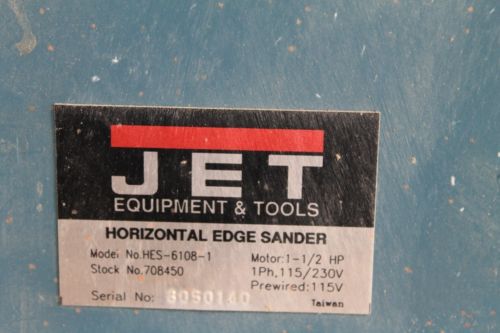 JET
EQUIPMENT & TOOLS
HORIZONTAL EDGE SANDER
Model No.HES-6108-1 Motor:1-1/2 HP
Stock No.708450 1Ph,115/230V
Prewired:115V
Serial No:
Taiwan